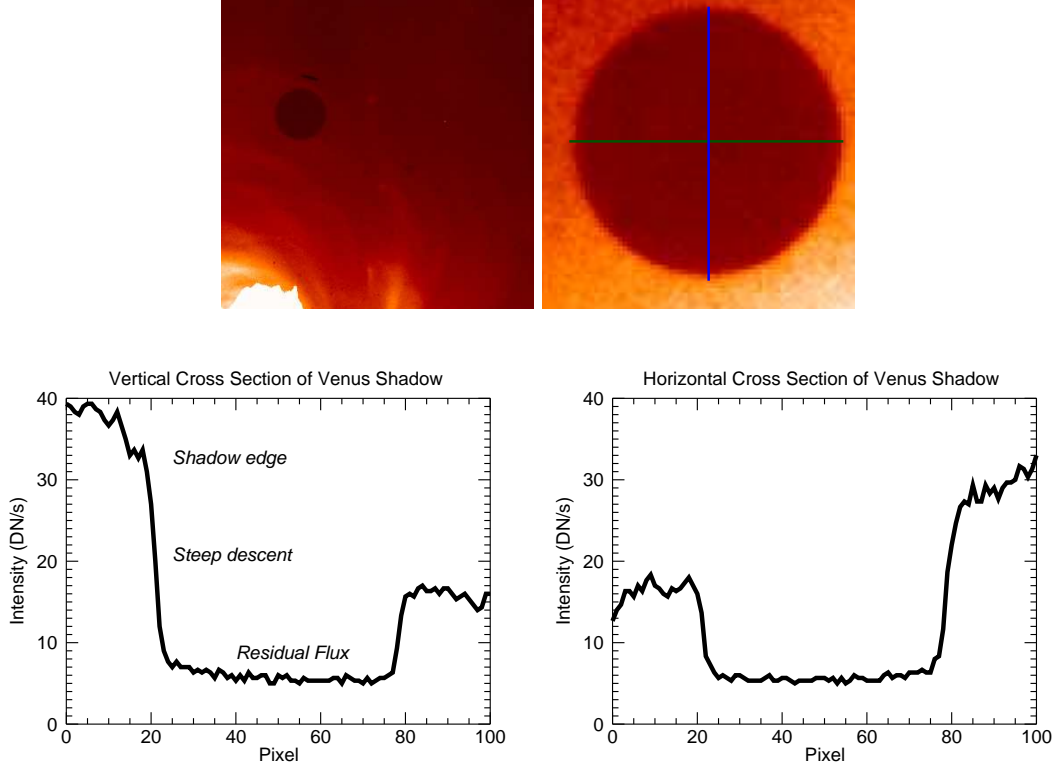 Vertical Cross Section of Venus Shadow
40
30
20
10
0
Intensity (DN/s)
Shadow edge
Steep descent
Residual Flux
0 20 40 60 80 100
Pixel
Horizontal Cross Section of Venus Shadow
40
30
20
10
0
Intensity (DN/s)
0 20 40 60 80 100
Pixel